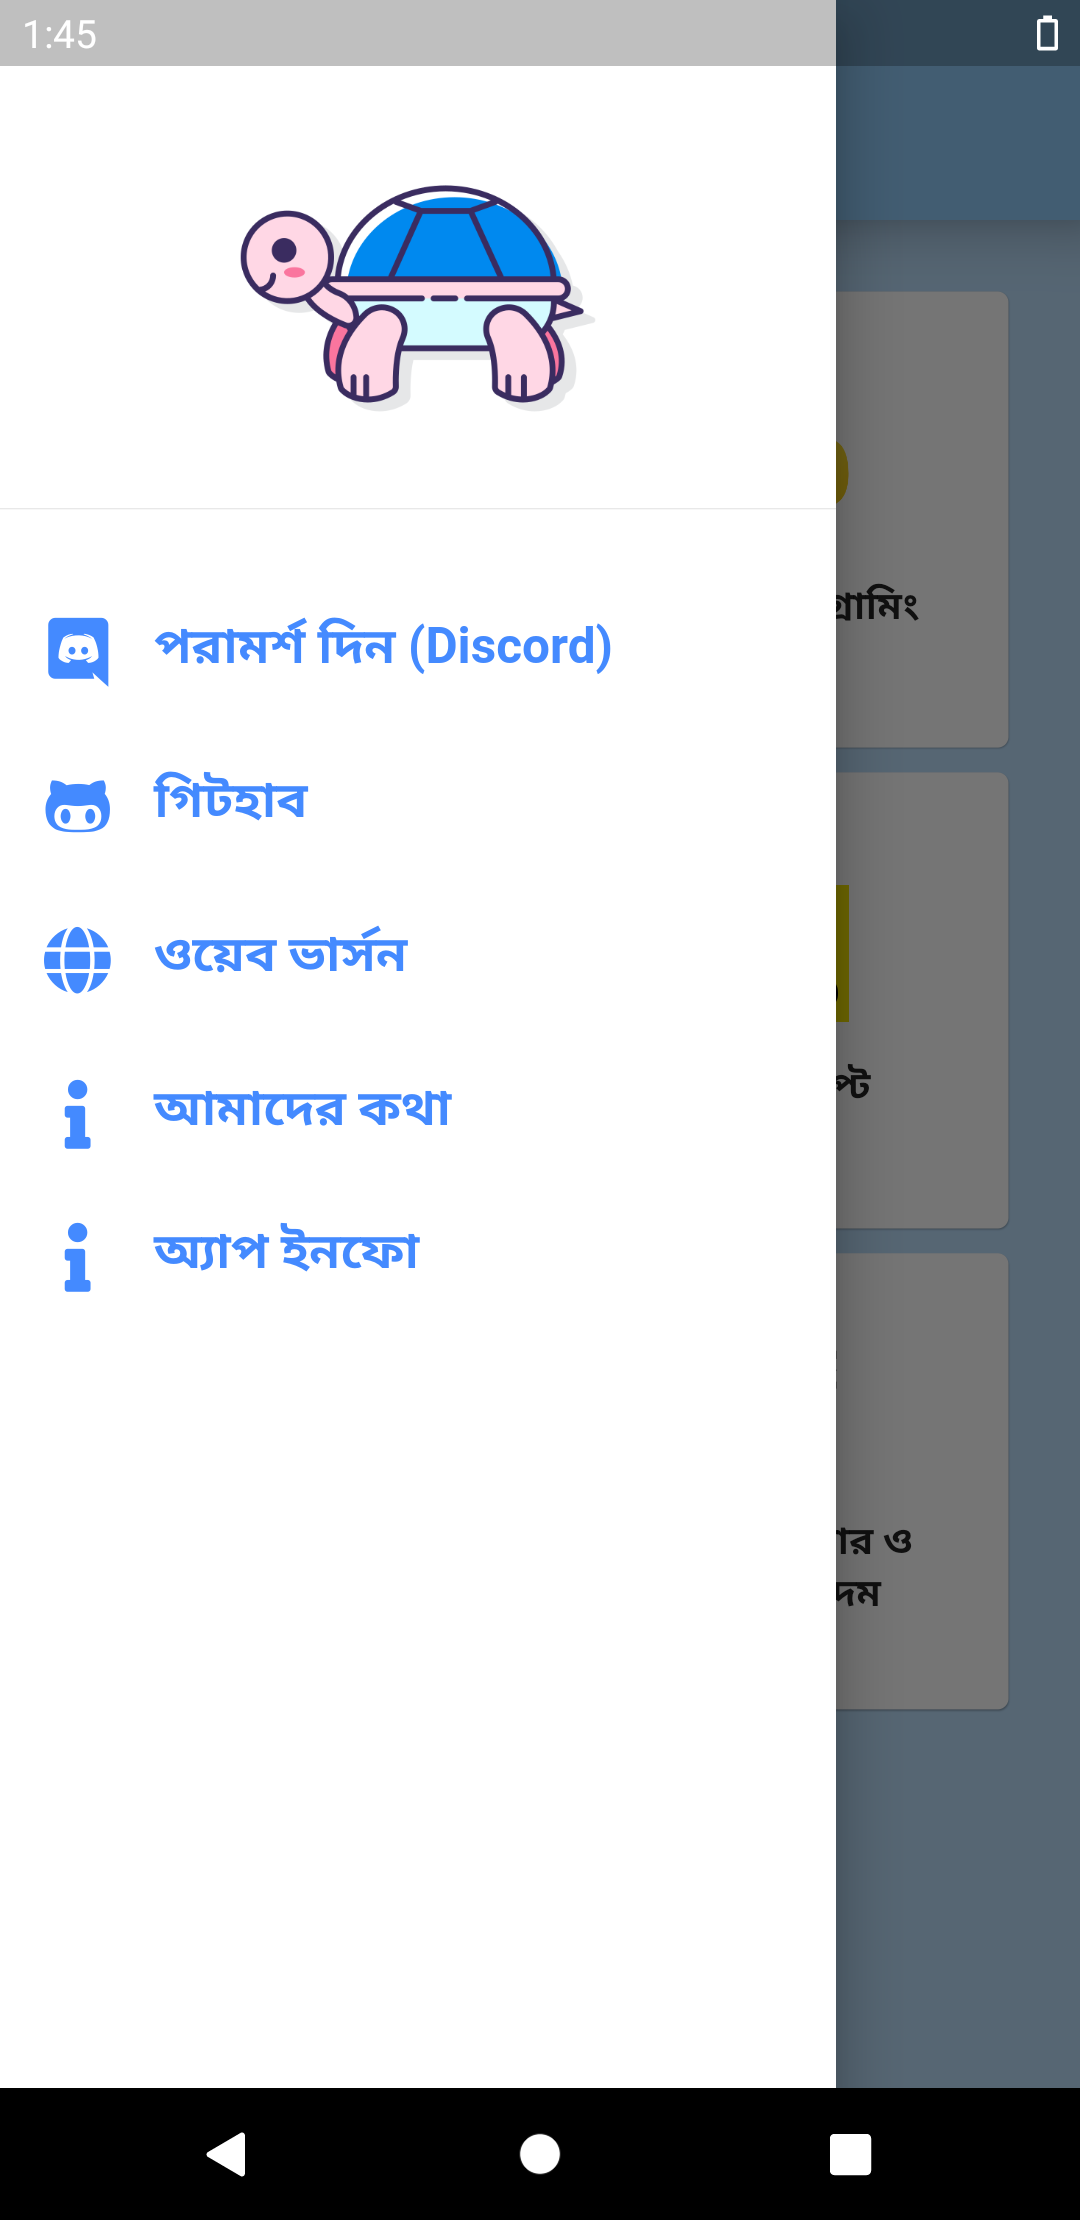 1:45
পরামর্শ দিন (Discord)
গিটহাব
ওয়েব ভার্সন
আমাদের কথা
অ্যাপ ইনফো
ও